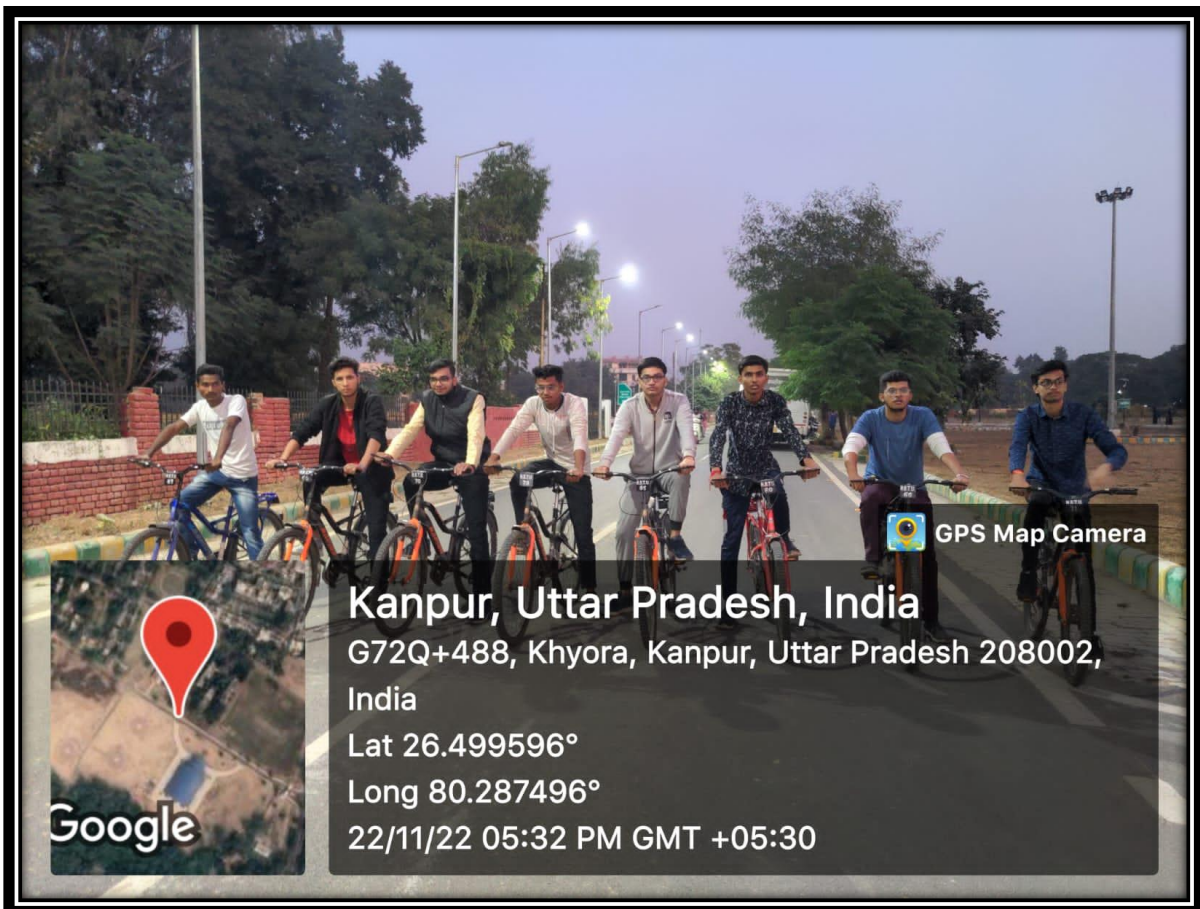 GPS Map Camera
Kanpur, Uttar Pradesh, India
G72Q+488, Khyora, Kanpur, Uttar Pradesh 208002,
India
Lat 26.499596°
Long 80.287496°
22/11/22 05:32 PM GMT +05:30
Google